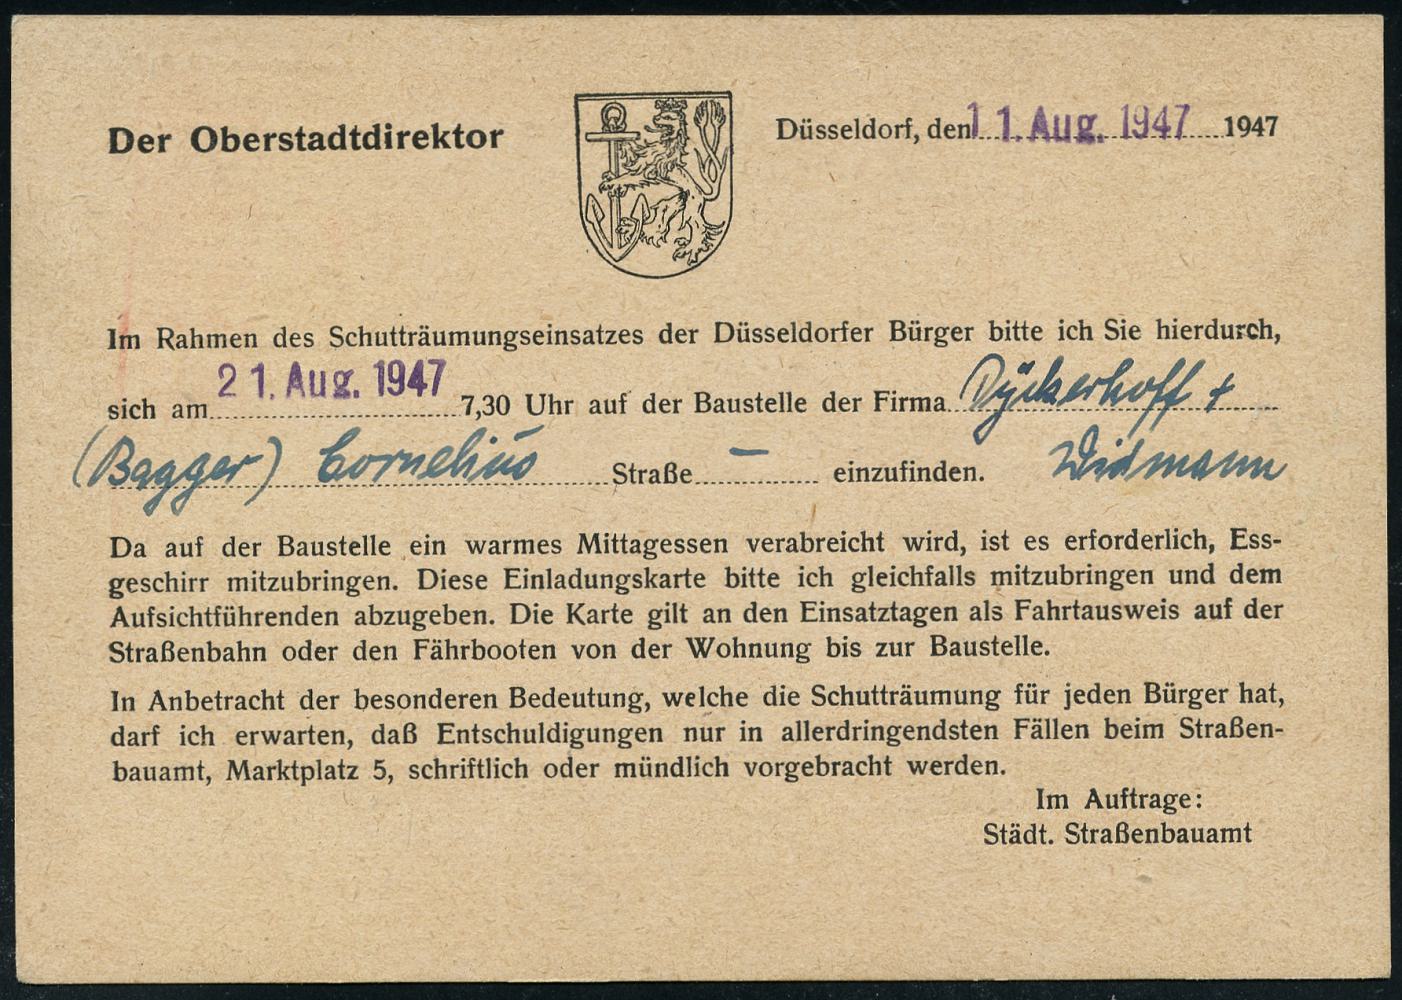 Der Oberstadtdirektor
Düsseldorf, den 11. Aug. 1947 1947
Im Rahmen des Schutträumungseinsatzes der Düsseldorfer Bürger bitte ich Sie hierdurch,
sich am 21. Aug. 1947 7,30 Uhr auf der Baustelle der Firma Dyckerhoff +
(Bagger) Cornelius Straße – einzufinden. Widmann
Da auf der Baustelle ein warmes Mittagessen verabreicht wird, ist es erforderlich, Ess-
geschirr mitzubringen. Diese Einladungskarte bitte ich gleichfalls mitzubringen und dem
Aufsichtführenden abzugeben. Die Karte gilt an den Einsatztagen als Fahrtausweis auf der
Straßenbahn oder den Fährbooten von der Wohnung bis zur Baustelle.
In Anbetracht der besonderen Bedeutung, welche die Schutträumung für jeden Bürger hat,
darf ich erwarten, daß Entschuldigungen nur in allerdringendsten Fällen beim Straßen-
bauamt, Marktplatz 5, schriftlich oder mündlich vorgebracht werden.
Im Auftrage:
Städt. Straßenbauamt